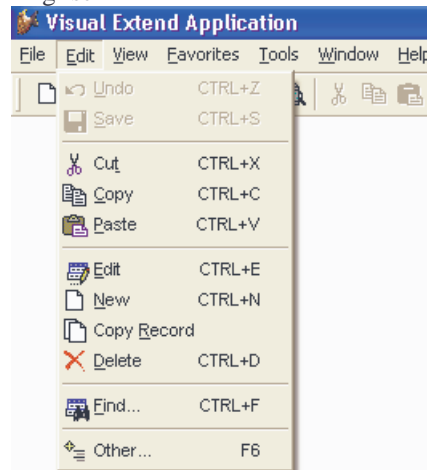 Visual Extend Application
File Edit View Favorites Tools Window Help
Undo CTRL+Z
Save CTRL+S
Cut CTRL+X
Copy CTRL+C
Paste CTRL+V
Edit CTRL+E
New CTRL+N
Copy Record
Delete CTRL+D
Find... CTRL+F
Other... F6